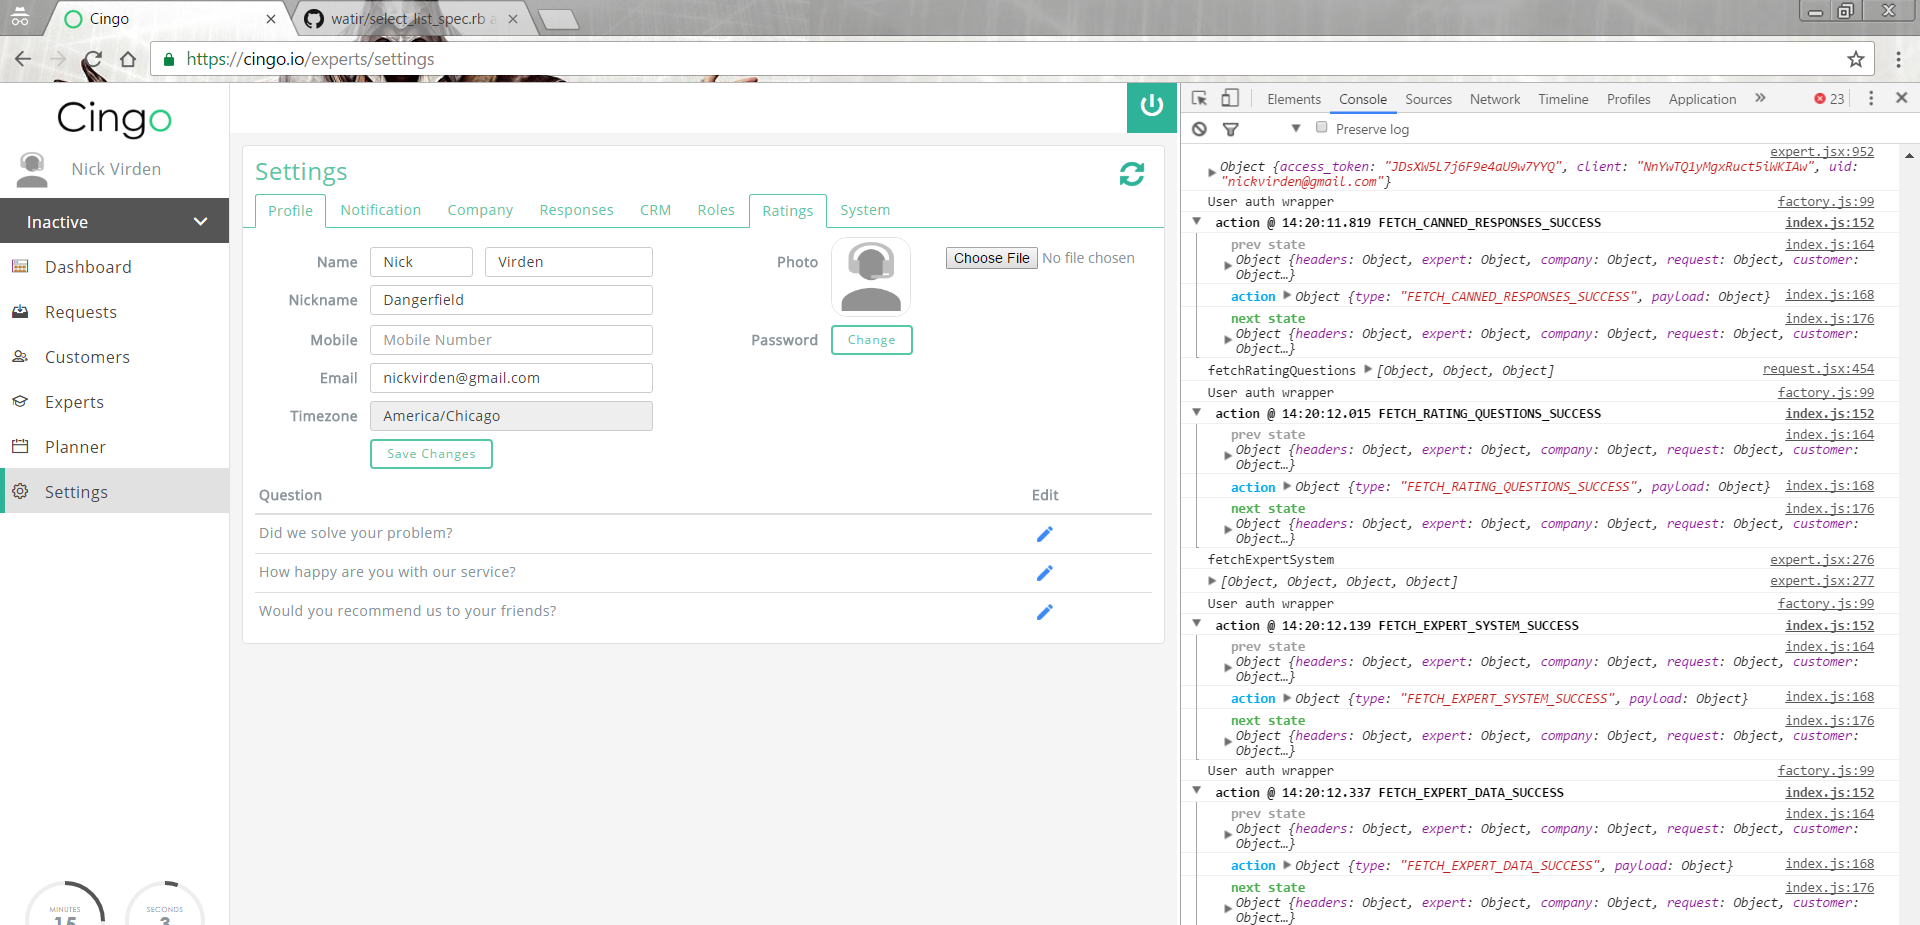 Cingo
watir/select_list_spec.rb a
https://cingo.io/experts/settings
Cingo
Nick Virden
Inactive
Dashboard
Requests
Customers
Experts
Planner
Settings
MINUTES
15
SECONDS
3
Settings
Profile Notification Company Responses CRM Roles Ratings System
Name Nick Virden
Nickname Dangerfield
Mobile Mobile Number
Email nickvirden@gmail.com
Timezone America/Chicago
Save Changes
Photo Choose File No file chosen
Password Change
Question Edit
Did we solve your problem?
How happy are you with our service?
Would you recommend us to your friends?
Elements Console Sources Network Timeline Profiles Application » 23
Preserve log
expert.jsx:952
Object {access_token: "JDsXW5L7j6F9e4aU9w7YYQ", client: "NnYwTQ1yMgxRuct5iWKIAw", uid:
"nickvirden@gmail.com"}
User auth wrapper factory.js:99
action @ 14:20:11.819 FETCH_CANNED_RESPONSES_SUCCESS index.js:152
prev state index.js:164
Object {headers: Object, expert: Object, company: Object, request: Object, customer:
Object…}
action Object {type: "FETCH_CANNED_RESPONSES_SUCCESS", payload: Object} index.js:168
next state index.js:176
Object {headers: Object, expert: Object, company: Object, request: Object, customer:
Object…}
fetchRatingQuestions [Object, Object, Object] request.jsx:454
User auth wrapper factory.js:99
action @ 14:20:12.015 FETCH_RATING_QUESTIONS_SUCCESS index.js:152
prev state index.js:164
Object {headers: Object, expert: Object, company: Object, request: Object, customer:
Object…}
action Object {type: "FETCH_RATING_QUESTIONS_SUCCESS", payload: Object} index.js:168
next state index.js:176
Object {headers: Object, expert: Object, company: Object, request: Object, customer:
Object…}
fetchExpertSystem expert.jsx:276
[Object, Object, Object, Object] expert.jsx:277
User auth wrapper factory.js:99
action @ 14:20:12.139 FETCH_EXPERT_SYSTEM_SUCCESS index.js:152
prev state index.js:164
Object {headers: Object, expert: Object, company: Object, request: Object, customer:
Object…}
action Object {type: "FETCH_EXPERT_SYSTEM_SUCCESS", payload: Object} index.js:168
next state index.js:176
Object {headers: Object, expert: Object, company: Object, request: Object, customer:
Object…}
User auth wrapper factory.js:99
action @ 14:20:12.337 FETCH_EXPERT_DATA_SUCCESS index.js:152
prev state index.js:164
Object {headers: Object, expert: Object, company: Object, request: Object, customer:
Object…}
action Object {type: "FETCH_EXPERT_DATA_SUCCESS", payload: Object} index.js:168
next state index.js:176
Object {headers: Object, expert: Object, company: Object, request: Object, customer:
Object…}